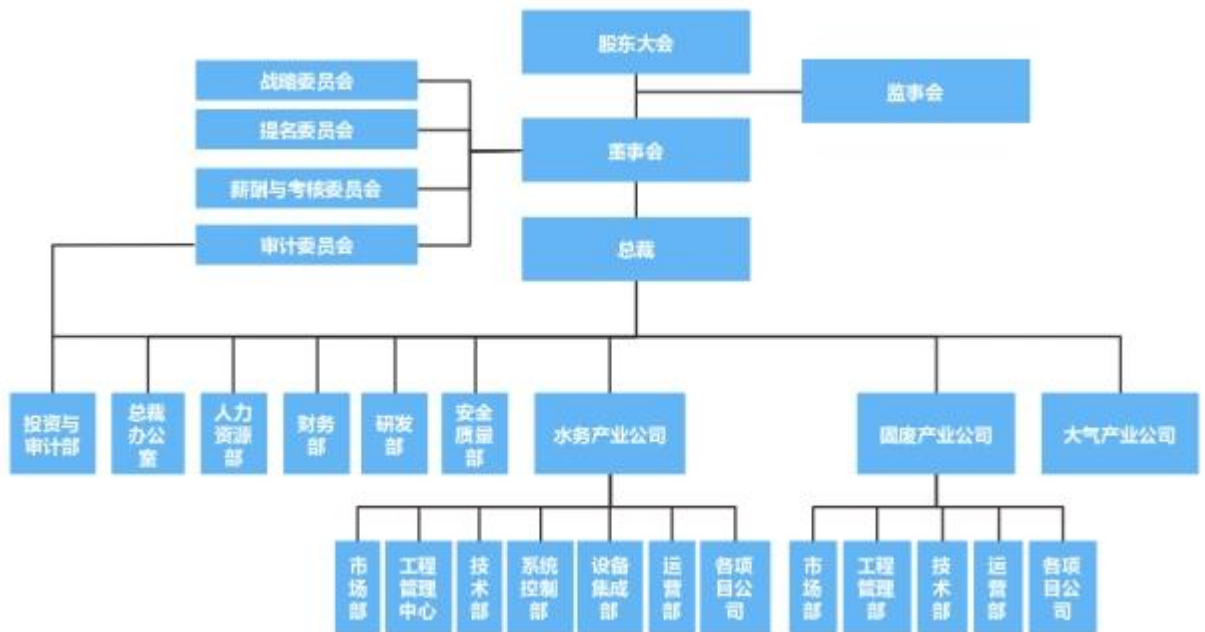 股东大会
战略委员会
监事会
提名委员会
董事会
薪酬与考核委员会
审计委员会
总裁
投资与
审计部
总裁
办公
室
人力
资源
部
财务
部
研发
部
安全
质量
部
水务产业公司
固废产业公司
大气产业公司
市
场
部
工程
管理
中心
技
术
部
系统
控制
部
设备
集成
部
运
营
部
各项
目公
司
市
场
部
工程
管理
部
技
术
部
运
营
部
各项
目公
司